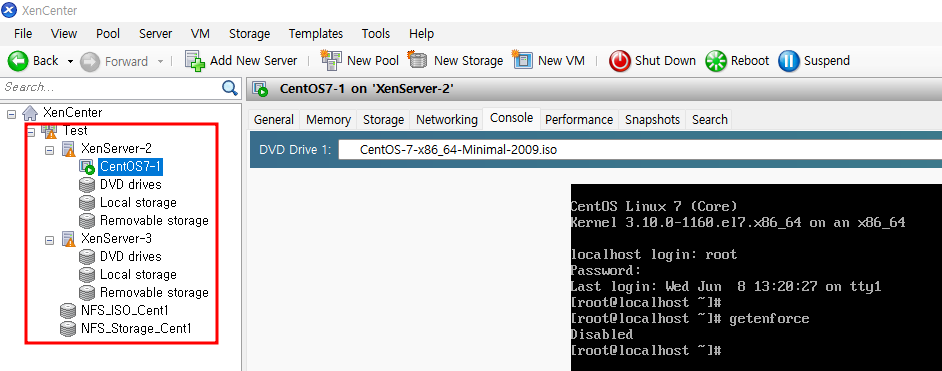 XenCenter
File View Pool Server VM Storage Templates Tools Help
Back Forward Add New Server New Pool New Storage New VM Shut Down Reboot Suspend
Search...
CentOS7-1 on 'XenServer-2'
XenCenter
Test
XenServer-2
CentOS7-1
DVD drives
Local storage
Removable storage
XenServer-3
DVD drives
Local storage
Removable storage
NFS_ISO_Cent1
NFS_Storage_Cent1
General Memory Storage Networking Console Performance Snapshots Search
DVD Drive 1: CentOS-7-x86_64-Minimal-2009.iso
CentOS Linux 7 (Core)
Kernel 3.10.0-1160.el7.x86_64 on an x86_64
localhost login: root
Password:
Last login: Wed Jun  8 13:20:27 on tty1
[root@localhost ~]#
[root@localhost ~]# getenforce
Disabled
[root@localhost ~]#